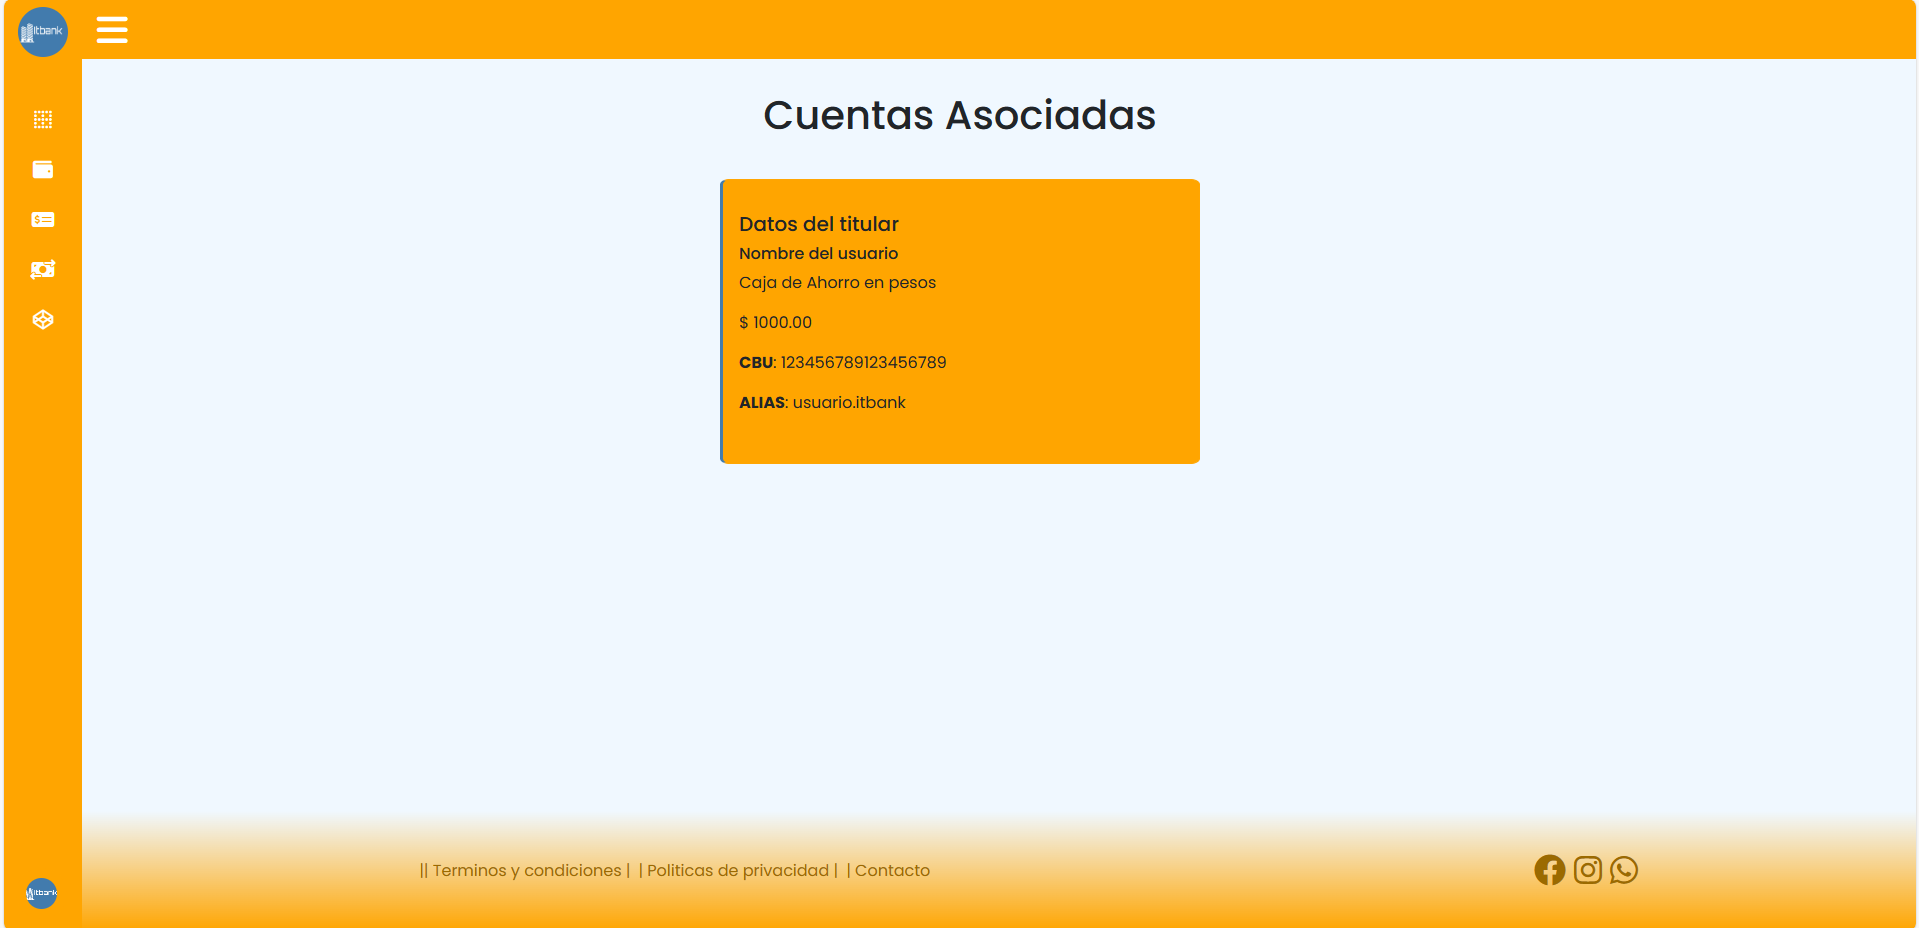 itbank
Cuentas Asociadas
Datos del titular
Nombre del usuario
Caja de Ahorro en pesos
$ 1000.00
CBU: 123456789123456789
ALIAS: usuario.itbank
|| Terminos y condiciones | | Politicas de privacidad | | Contacto
itbank